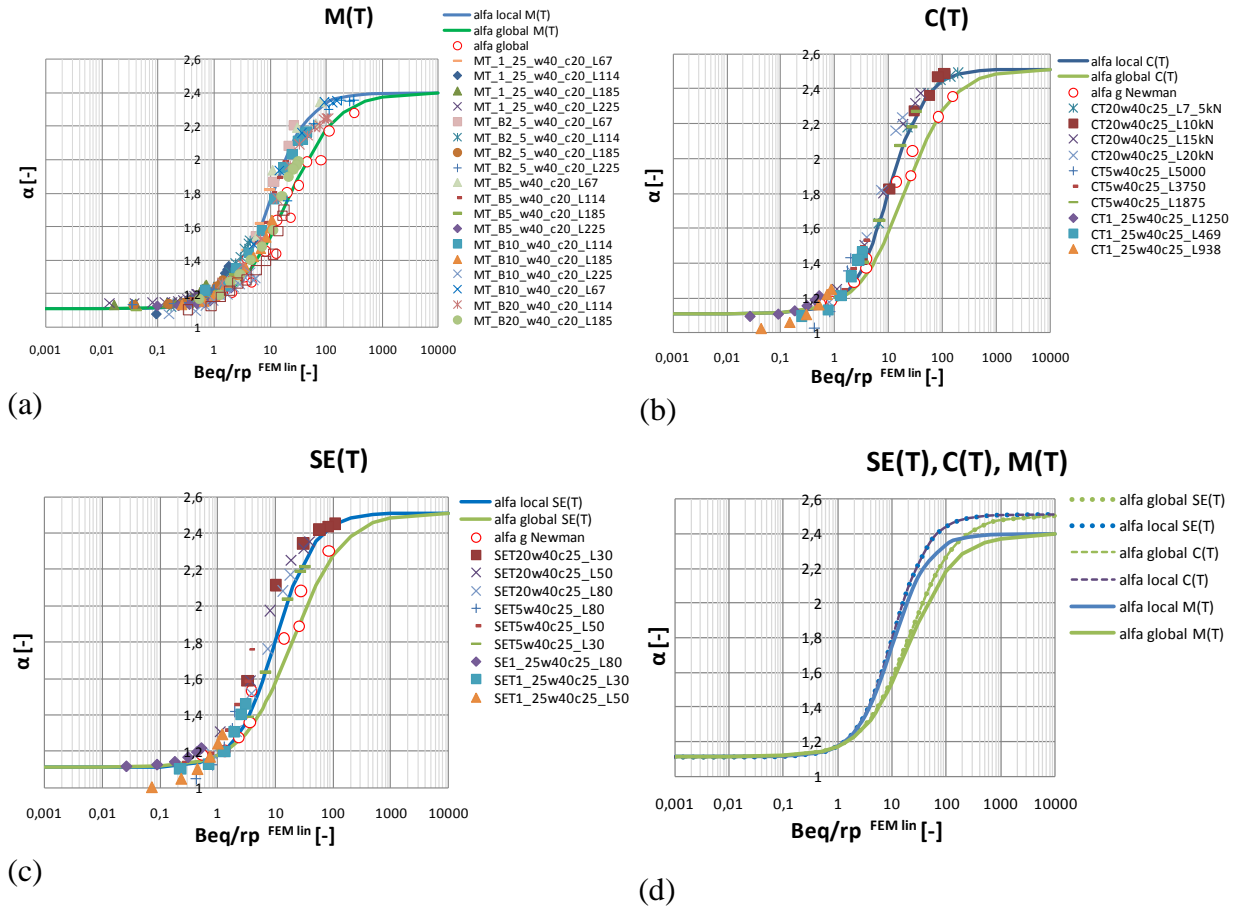 M(T)
alfa local M(T)
alfa global M(T)
alfa global
MT_1_25_w40_c20_L67
MT_1_25_w40_c20_L114
MT_1_25_w40_c20_L185
MT_1_25_w40_c20_L225
MT_B2_5_w40_c20_L67
MT_B2_5_w40_c20_L114
MT_B2_5_w40_c20_L185
MT_B2_5_w40_c20_L225
MT_B5_w40_c20_L67
MT_B5_w40_c20_L114
MT_B5_w40_c20_L185
MT_B5_w40_c20_L225
MT_B10_w40_c20_L114
MT_B10_w40_c20_L185
MT_B10_w40_c20_L225
MT_B10_w40_c20_L67
MT_B20_w40_c20_L114
MT_B20_w40_c20_L185
α [-]
2,6
2,4
2,2
2
1,8
1,6
1,4
1,2
1
0,001 0,01 0,1 1 10 100 1000 10000
Beq/rp FEM lin [-]
(a)
C(T)
alfa local C(T)
alfa global C(T)
alfa g Newman
CT20w40c25_L7_5kN
CT20w40c25_L10kN
CT20w40c25_L15kN
CT20w40c25_L20kN
CT5w40c25_L5000
CT5w40c25_L3750
CT5w40c25_L1875
CT1_25w40c25_L1250
CT1_25w40c25_L469
CT1_25w40c25_L938
α [-]
2,6
2,4
2,2
2
1,8
1,6
1,4
1,2
1
0,001 0,01 0,1 1 10 100 1000 10000
Beq/rp FEM lin [-]
(b)
SE(T)
alfa local SE(T)
alfa global SE(T)
alfa g Newman
SET20w40c25_L30
SET20w40c25_L50
SET20w40c25_L80
SET5w40c25_L80
SET5w40c25_L50
SET5w40c25_L30
SE1_25w40c25_L80
SET1_25w40c25_L30
SET1_25w40c25_L50
α [-]
2,6
2,4
2,2
2
1,8
1,6
1,4
1,2
1
0,001 0,01 0,1 1 10 100 1000 10000
Beq/rp FEM lin [-]
(c)
SE(T), C(T), M(T)
alfa global SE(T)
alfa local SE(T)
alfa global C(T)
alfa local C(T)
alfa local M(T)
alfa global M(T)
α [-]
2,6
2,4
2,2
2
1,8
1,6
1,4
1,2
1
0,001 0,01 0,1 1 10 100 1000 10000
Beq/rp FEM lin [-]
(d)